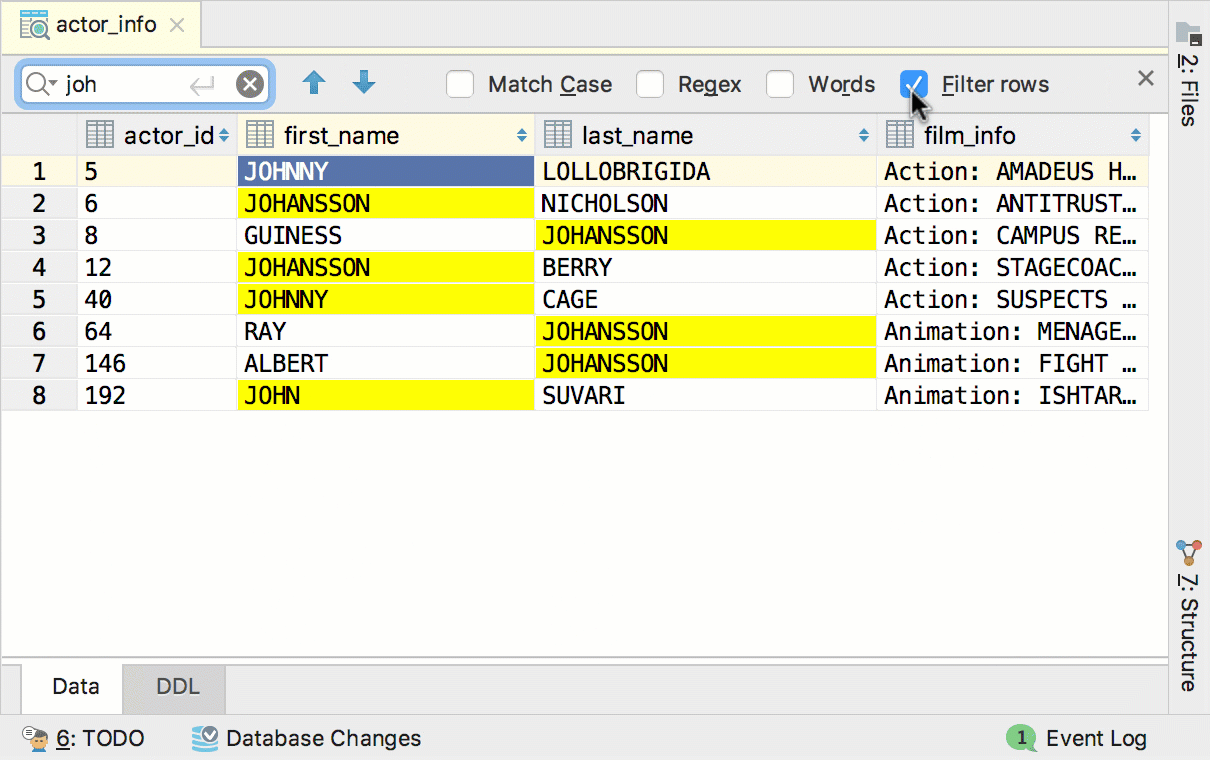 actor_info
joh Match Case Regex Words Filter rows
actor_id first_name last_name film_info
1 5 JOHNNY LOLLOBRIGIDA Action: AMADEUS H…
2 6 JOHANSSON NICHOLSON Action: ANTITRUST…
3 8 GUINESS JOHANSSON Action: CAMPUS RE…
4 12 JOHANSSON BERRY Action: STAGECOAC…
5 40 JOHNNY CAGE Action: SUSPECTS …
6 64 RAY JOHANSSON Animation: MENAGE…
7 146 ALBERT JOHANSSON Animation: FIGHT …
8 192 JOHN SUVARI Animation: ISHTAR…
Data DDL
6: TODO Database Changes 1 Event Log
2: Files
7: Structure